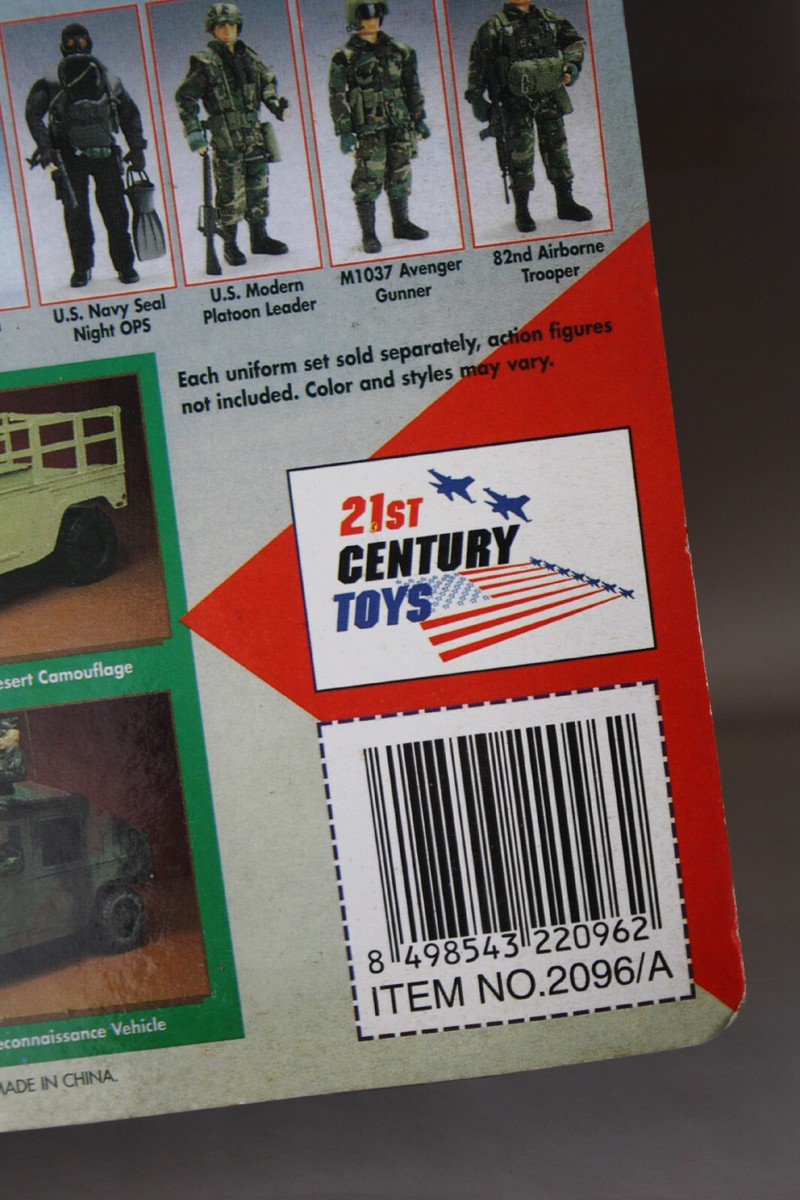 U.S. Navy Seal
Night OPS
U.S. Modern
Platoon Leader
M1037 Avenger
Gunner
82nd Airborne
Trooper
Each uniform set sold separately, action figures
not included. Color and styles may vary.
21ST
CENTURY
TOYS
esert Camouflage
8 498543 220962
ITEM NO.2096/A
econnaissance Vehicle
MADE IN CHINA.